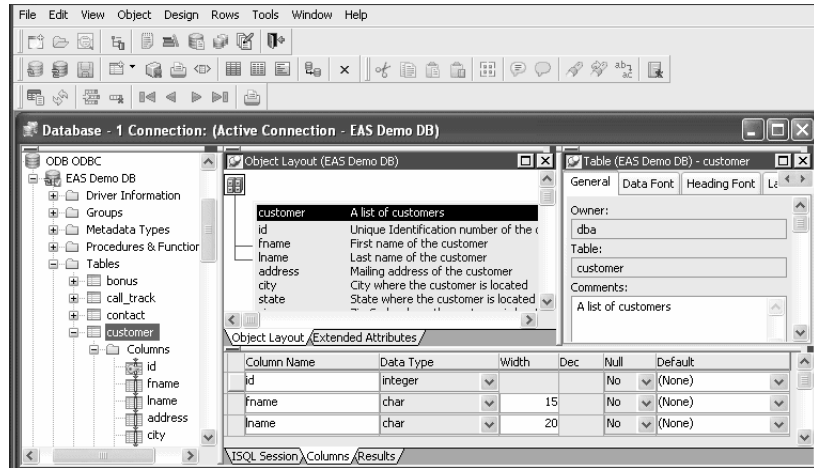 File Edit View Object Design Rows Tools Window Help
Database - 1 Connection: (Active Connection - EAS Demo DB)
ODB ODBC
EAS Demo DB
Driver Information
Groups
Metadata Types
Procedures & Function
Tables
bonus
call_track
contact
customer
Columns
id
fname
lname
address
city
Object Layout (EAS Demo DB)
customer A list of customers
id Unique Identification number of the c
fname First name of the customer
lname Last name of the customer
address Mailing address of the customer
city City where the customer is located
state State where the customer is located
Object Layout Extended Attributes
Table (EAS Demo DB) - customer
General Data Font Heading Font
Owner:
dba
Table:
customer
Comments:
A list of customers
Column Name Data Type Width Dec Null Default
id integer No (None)
fname char 15 No (None)
lname char 20 No (None)
ISQL Session Columns Results